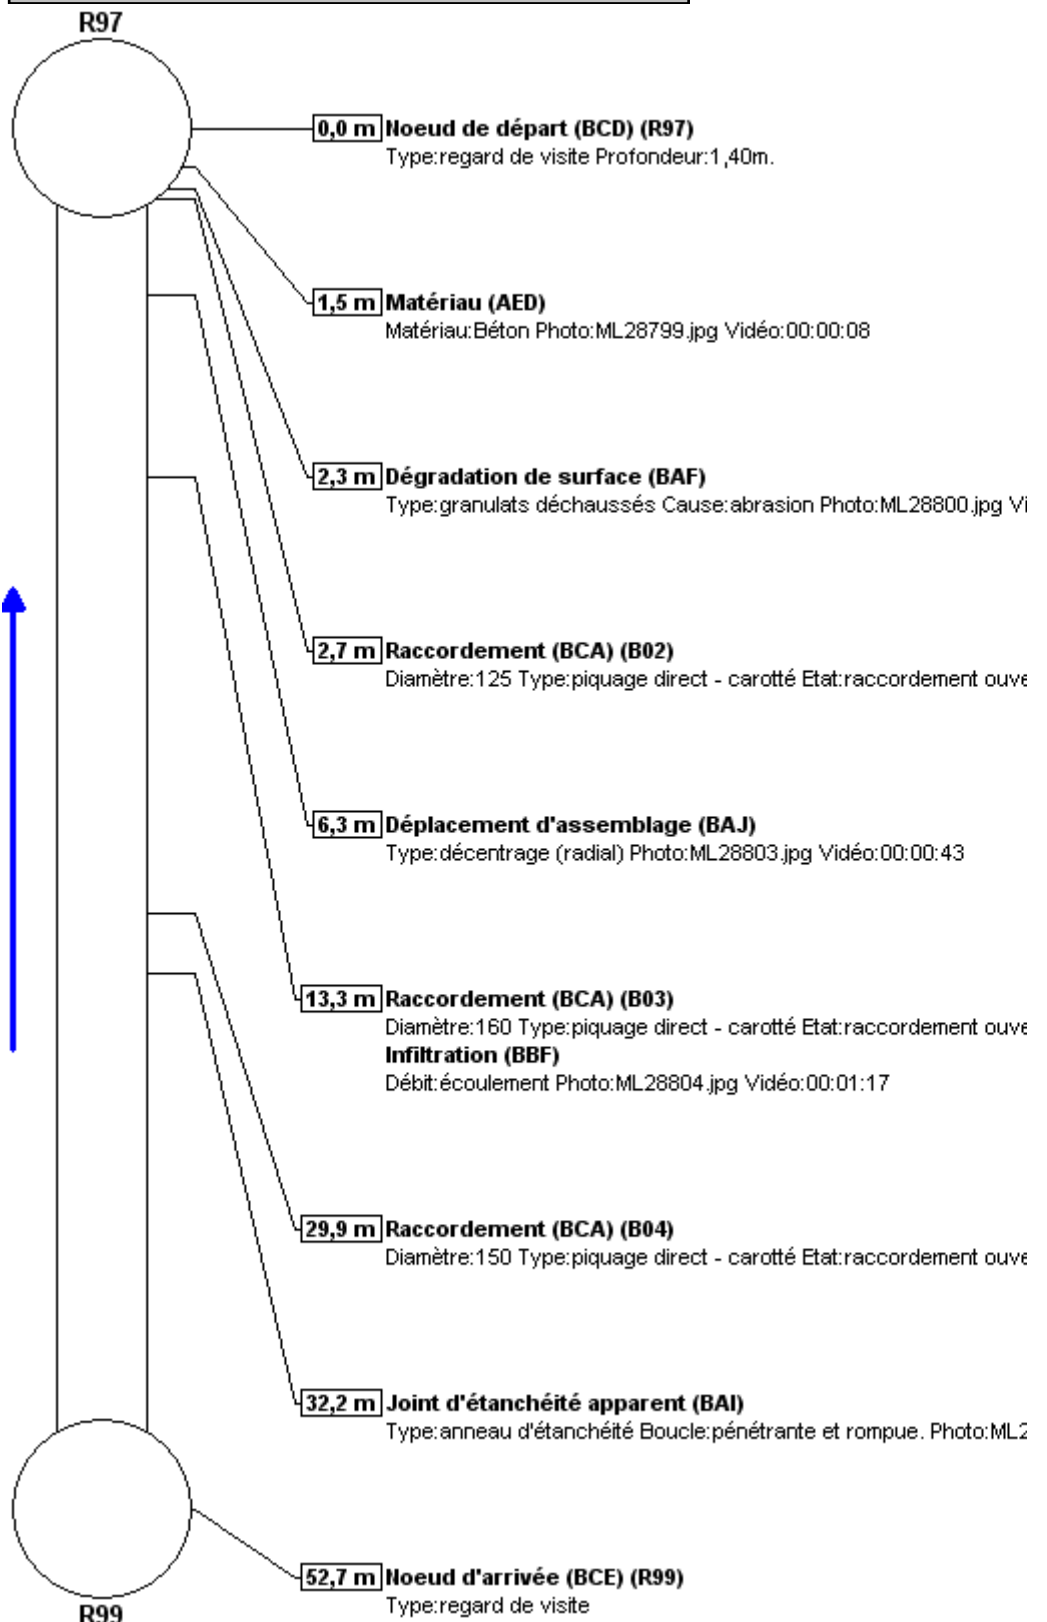 R97
0,0 m Noeud de départ (BCD) (R97)
Type:regard de visite Profondeur:1,40m.
1,5 m Matériau (AED)
Matériau:Béton Photo:ML28799.jpg Vidéo:00:00:08
2,3 m Dégradation de surface (BAF)
Type:granulats déchaussés Cause:abrasion Photo:ML28800.jpg Vi
2,7 m Raccordement (BCA) (B02)
Diamètre:125 Type:piquage direct - carotté Etat:raccordement ouve
6,3 m Déplacement d'assemblage (BAJ)
Type:décentrage (radial) Photo:ML28803.jpg Vidéo:00:00:43
13,3 m Raccordement (BCA) (B03)
Diamètre:160 Type:piquage direct - carotté Etat:raccordement ouve
Infiltration (BBF)
Débit:écoulement Photo:ML28804.jpg Vidéo:00:01:17
29,9 m Raccordement (BCA) (B04)
Diamètre:150 Type:piquage direct - carotté Etat:raccordement ouve
32,2 m Joint d'étanchéité apparent (BAI)
Type:anneau d'étanchéité Boucle:pénétrante et rompue. Photo:ML2
52,7 m Noeud d'arrivée (BCE) (R99)
Type:regard de visite
R99